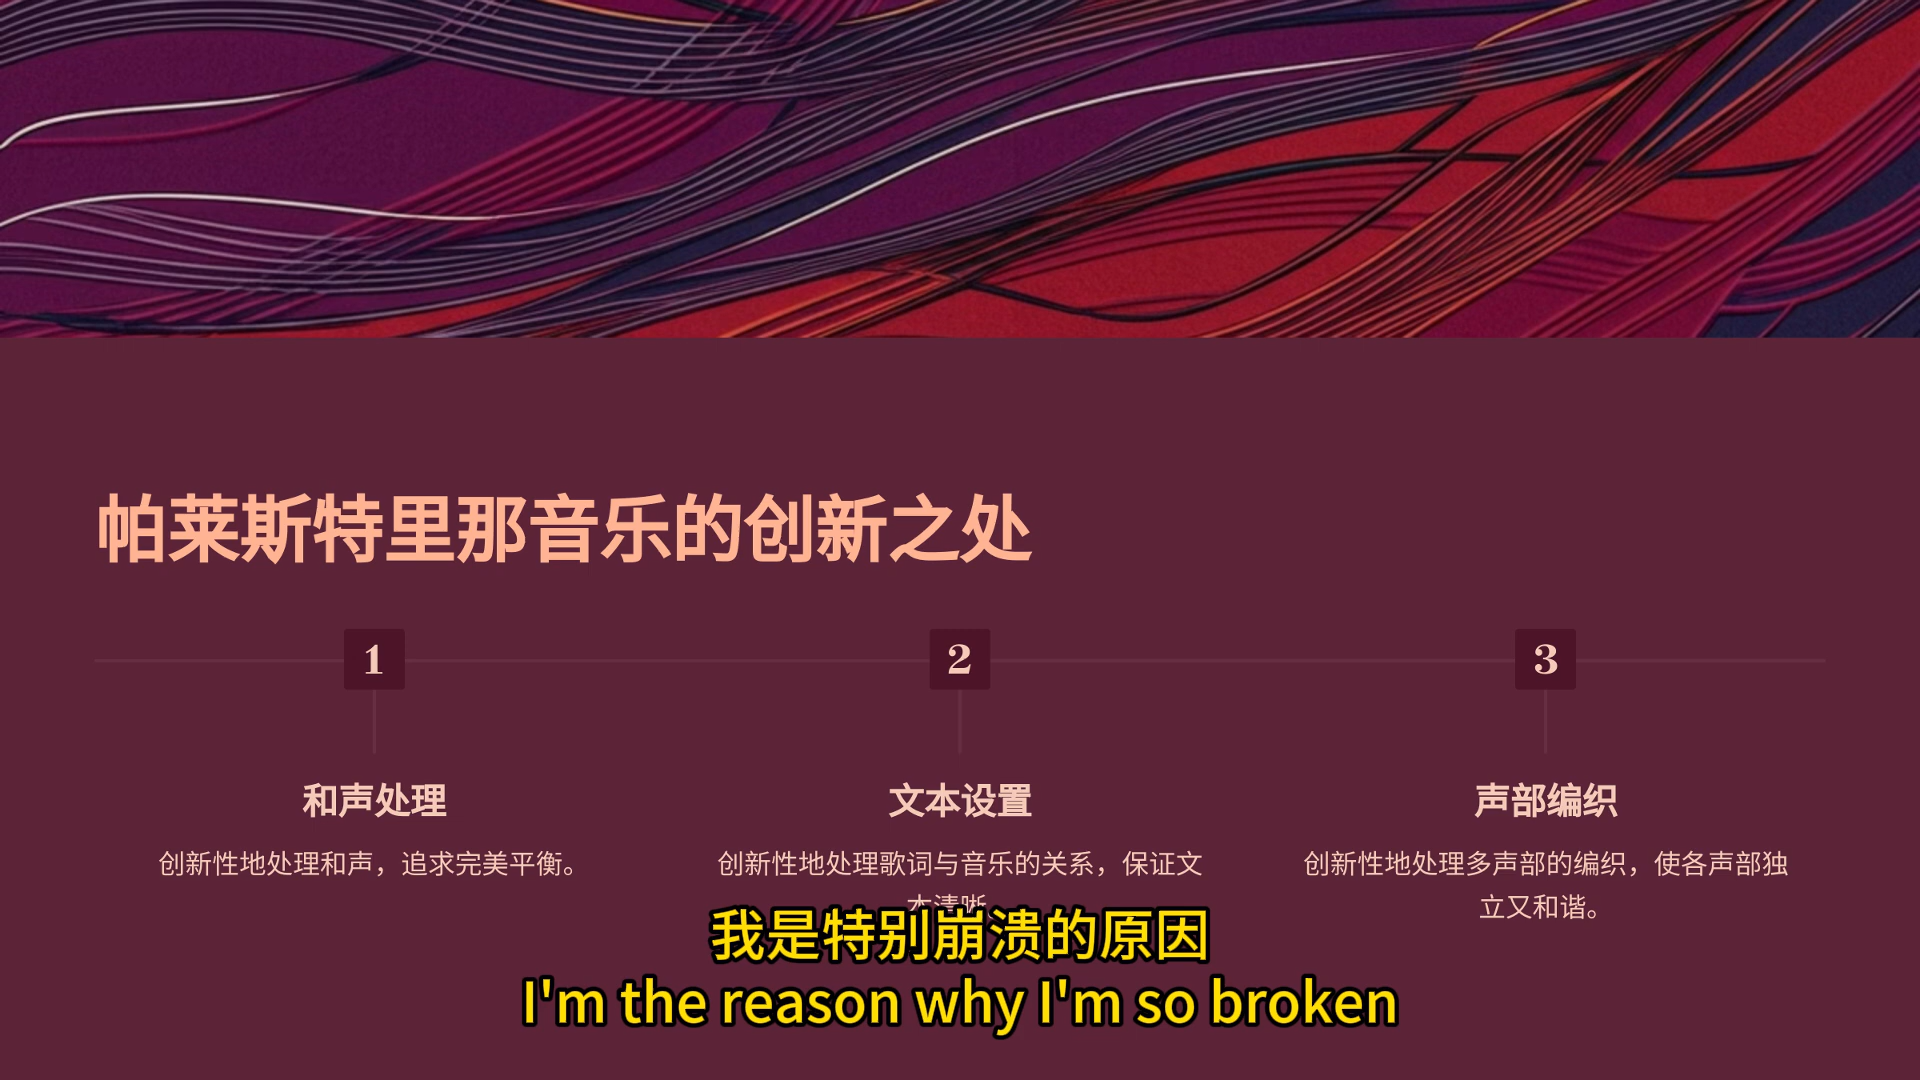 帕莱斯特里那音乐的创新之处
1
2
3
和声处理
创新性地处理和声，追求完美平衡。
文本设置
创新性地处理歌词与音乐的关系，保证文
本清晰。
声部编织
创新性地处理多声部的编织，使各声部独
立又和谐。
我是特别崩溃的原因
I'm the reason why I'm so broken